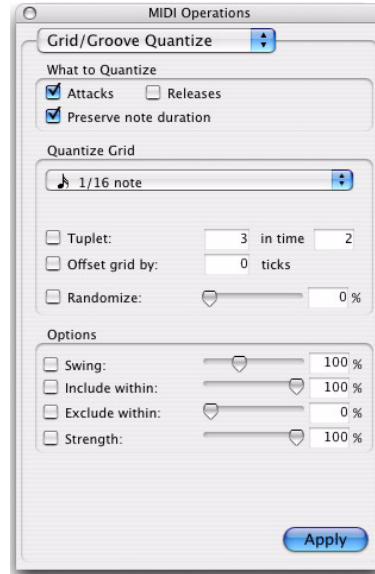 MIDI Operations
Grid/Groove Quantize
What to Quantize
Attacks Releases
Preserve note duration
Quantize Grid
1/16 note
Tuplet: 3 in time 2
Offset grid by: 0 ticks
Randomize: 0 %
Options
Swing: 100 %
Include within: 100 %
Exclude within: 0 %
Strength: 100 %
Apply